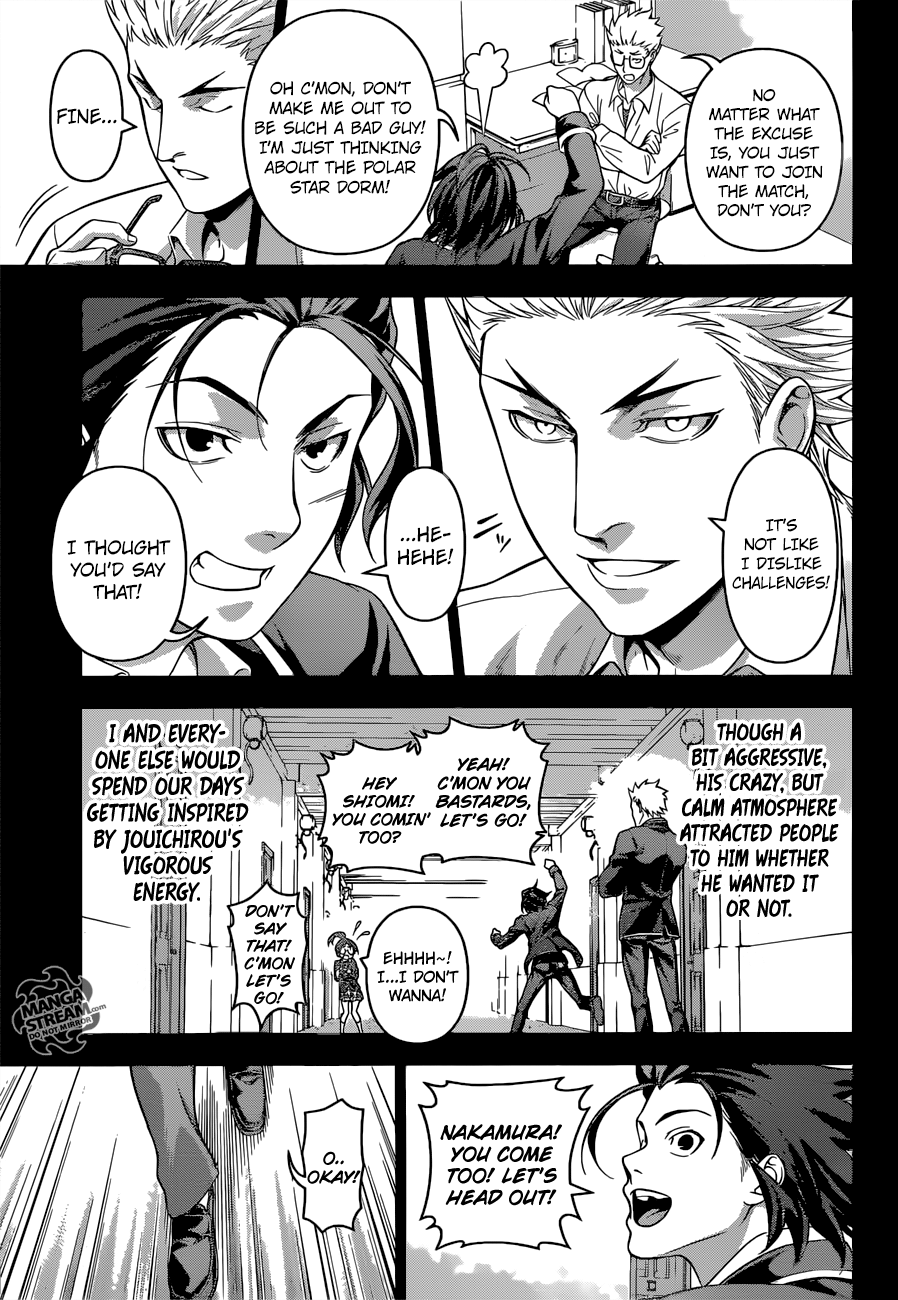 NO
MATTER WHAT
THE EXCUSE
IS, YOU JUST
WANT TO JOIN
THE MATCH,
DON'T YOU?
OH C'MON, DON'T
MAKE ME OUT TO
BE SUCH A BAD GUY!
I'M JUST THINKING
ABOUT THE POLAR
STAR DORM!
FINE...
IT'S
NOT LIKE
I DISLIKE
CHALLENGES!
...HE-
HEHE!
I THOUGHT
YOU'D SAY
THAT!
THOUGH A
BIT AGGRESSIVE,
HIS CRAZY, BUT
CALM ATMOSPHERE
ATTRACTED PEOPLE
TO HIM WHETHER
HE WANTED IT
OR NOT.
YEAH!
C'MON YOU
BASTARDS,
LET'S GO!
HEY
SHIOMI!
YOU COMIN'
TOO?
EHHHH~!
I...I DON'T
WANNA!
DON'T
SAY
THAT!
C'MON
LET'S
GO!
I AND EVERY-
ONE ELSE WOULD
SPEND OUR DAYS
GETTING INSPIRED
BY JOUICHIROU'S
VIGOROUS
ENERGY.
MANGA
STREAM.com
DO NOT MIRROR
NAKAMURA!
YOU COME
TOO! LET'S
HEAD OUT!
O..
OKAY!